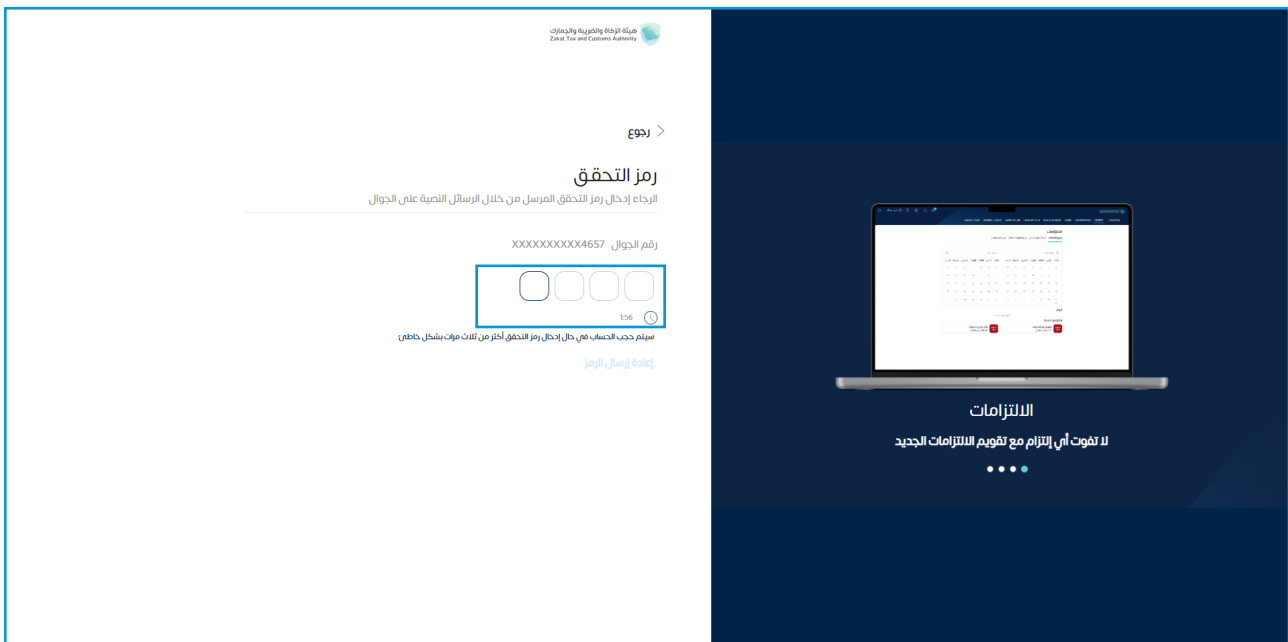 هيئة الزكاة والضريبة والجمارك
Zakat, Tax and Customs Authority
رجوع
رمز التحقق
الرجاء إدخال رمز التحقق المرسل من خلال الرسائل النصية على الجوال
رقم الجوال XXXXXXXXXX4657
1:56
سيتم حجب الحساب في حال إدخال رمز التحقق أكثر من ثلاث مرات بشكل خاطئ
إعادة إرسال الرمز
الالتزامات
الالتزامات
لا تفوت أي إلتزام مع تقويم الالتزامات الجديد